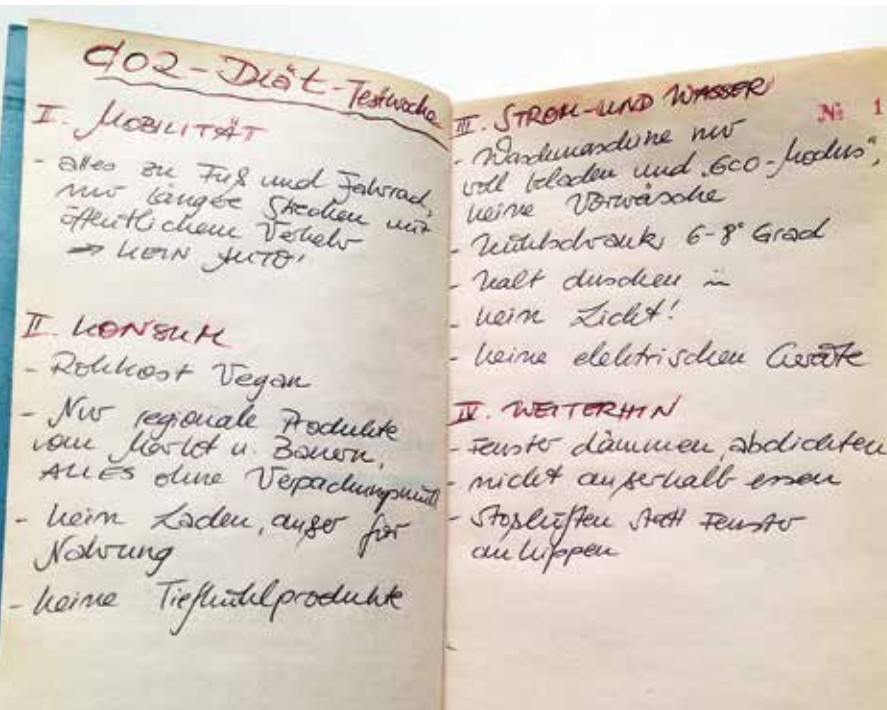 CO2-Diät-Testwoche
I. MOBILITÄT
- alles zu Fuß und Fahrrad,
nur längere Strecken mit
öffentlichem Verkehr
→ KEIN AUTO!
II. KONSUM
- Rohkost Vegan
- Nur regionale Produkte
vom Markt u. Bauern,
ALLES ohne Verpackungsmüll
- kein Laden, außer für
Nahrung
- keine Tiefkühlprodukte
III. STROM-UND WASSER
№ 1
- Waschmaschine nur
voll beladen und „Eco-Modus",
keine Vorwäsche
- Kühlschrank, 6-8° Grad
- kalt duschen
- kein Licht!
- keine elektrischen Geräte
IV. WEITERHIN
- Fenster dämmen, abdichten
- nicht außerhalb essen
- Stoßlüften statt Fenster
ankippen